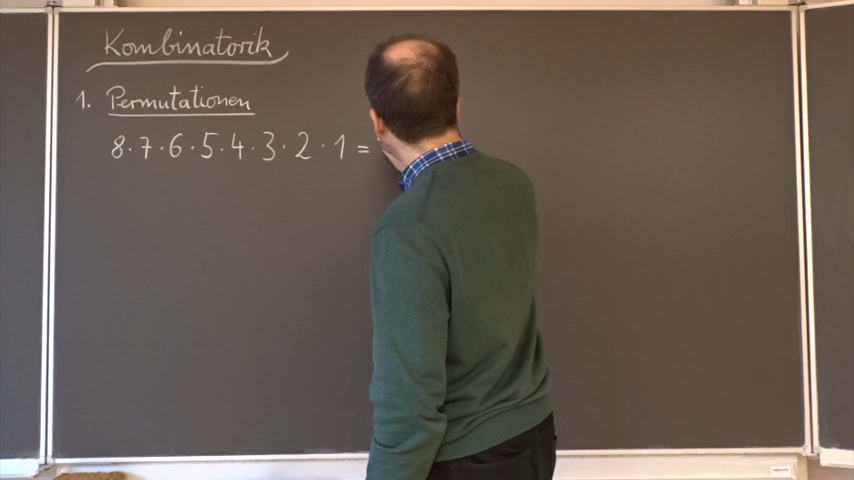 Kombinatorik
1. Permutationen
8 · 7 · 6 · 5 · 4 · 3 · 2 · 1 =